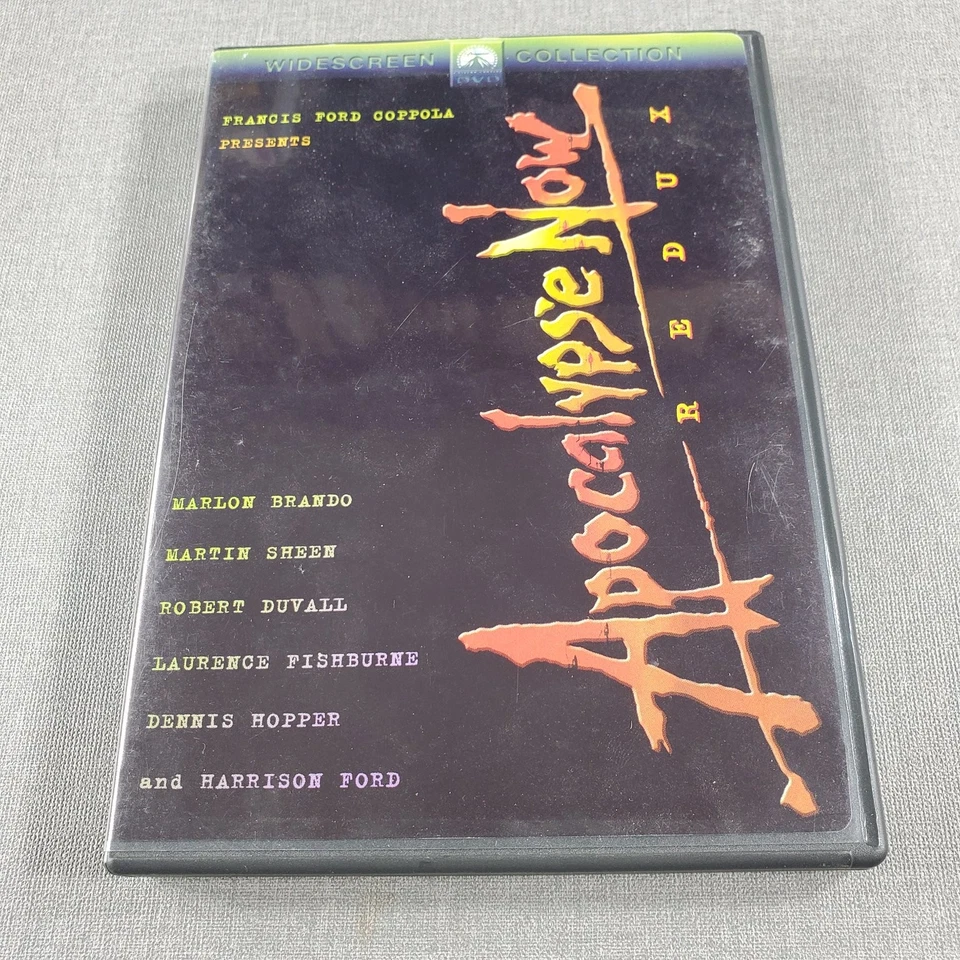 WIDESCREEN DVD COLLECTION
FRANCIS FORD COPPOLA
PRESENTS
Apocalypse Now
REDUX
MARLON BRANDO
MARTIN SHEEN
ROBERT DUVALL
LAURENCE FISHBURNE
DENNIS HOPPER
and HARRISON FORD